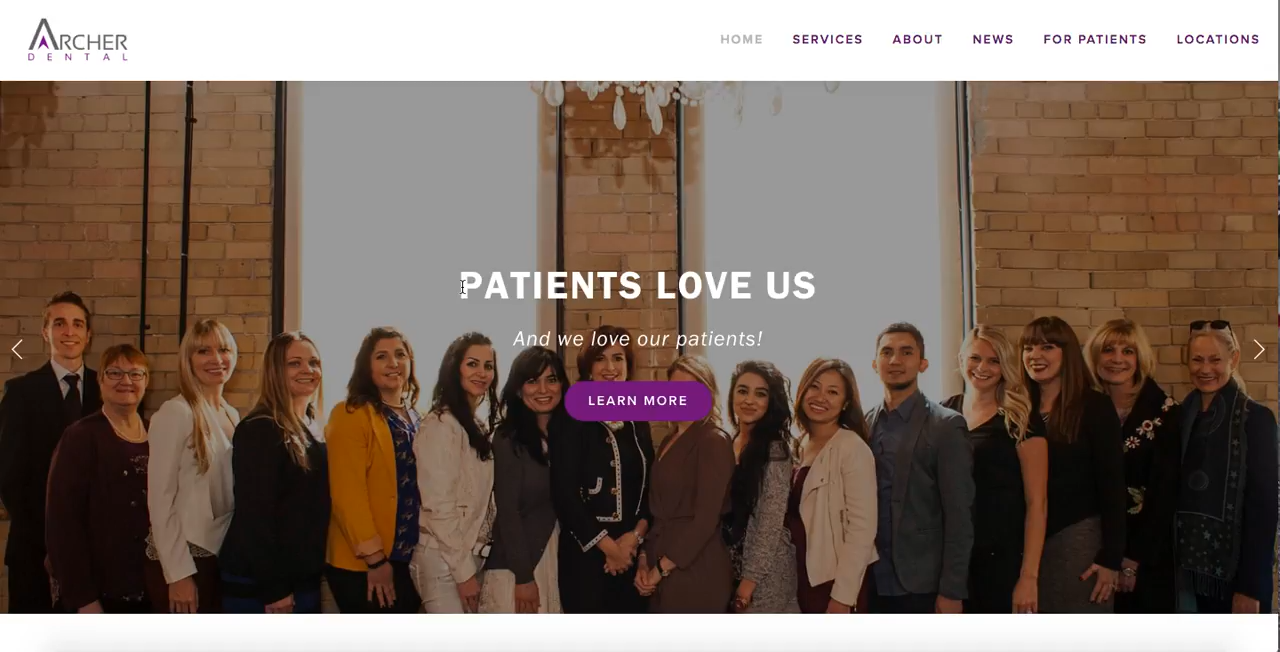 ARCHER
DENTAL
HOME SERVICES ABOUT NEWS FOR PATIENTS LOCATIONS
PATIENTS LOVE US
And we love our patients!
LEARN MORE